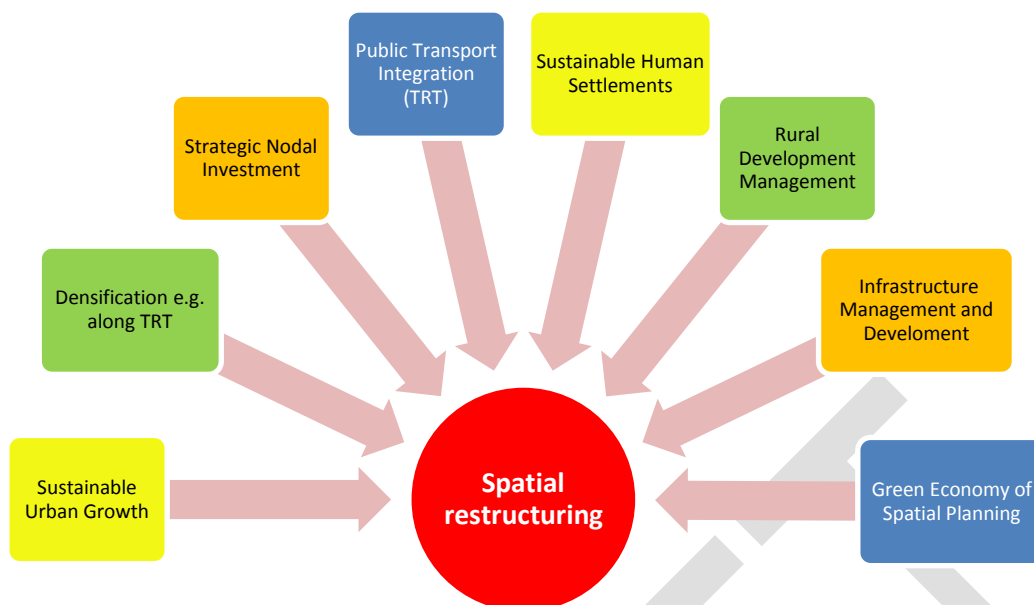 Public Transport
Integration
(TRT)
Sustainable Human
Settlements
Strategic Nodal
Investment
Rural
Development
Management
Densification e.g.
along TRT
Infrastructure
Management and
Develoment
Sustainable
Urban Growth
Spatial
restructuring
Green Economy of
Spatial Planning